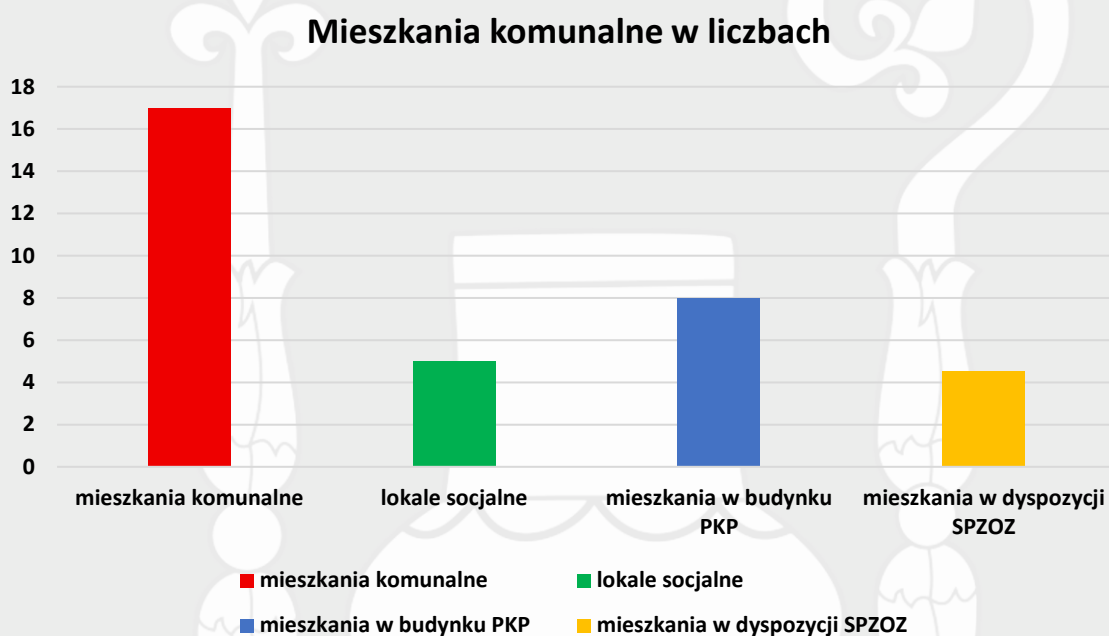 Mieszkania komunalne w liczbach
18
16
14
12
10
8
6
4
2
0
mieszkania komunalne
lokale socjalne
mieszkania w budynku
PKP
mieszkania w dyspozycji
SPZOZ
mieszkania komunalne
lokale socjalne
mieszkania w budynku PKP
mieszkania w dyspozycji SPZOZ